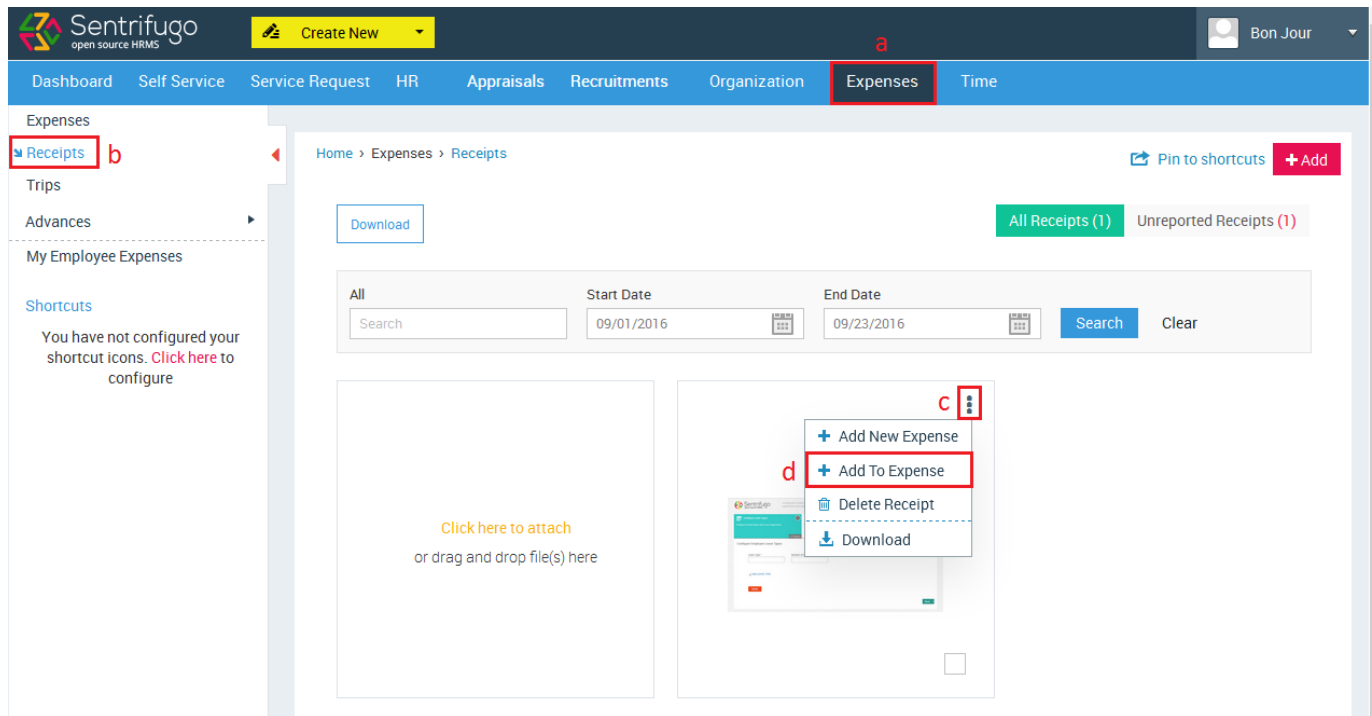 Sentrifugo
open source HRMS
Create New
Bon Jour
a
Dashboard Self Service Service Request HR Appraisals Recruitments Organization Expenses Time
Expenses
Receipts b
Trips
Advances
My Employee Expenses
Shortcuts
You have not configured your
shortcut icons. Click here to
configure
Home › Expenses › Receipts
Pin to shortcuts + Add
Download
All Receipts (1) Unreported Receipts (1)
All Start Date End Date
Search 09/01/2016 09/23/2016 Search Clear
c
+ Add New Expense
d + Add To Expense
Delete Receipt
Download
Click here to attach
or drag and drop file(s) here
Sentrifugo